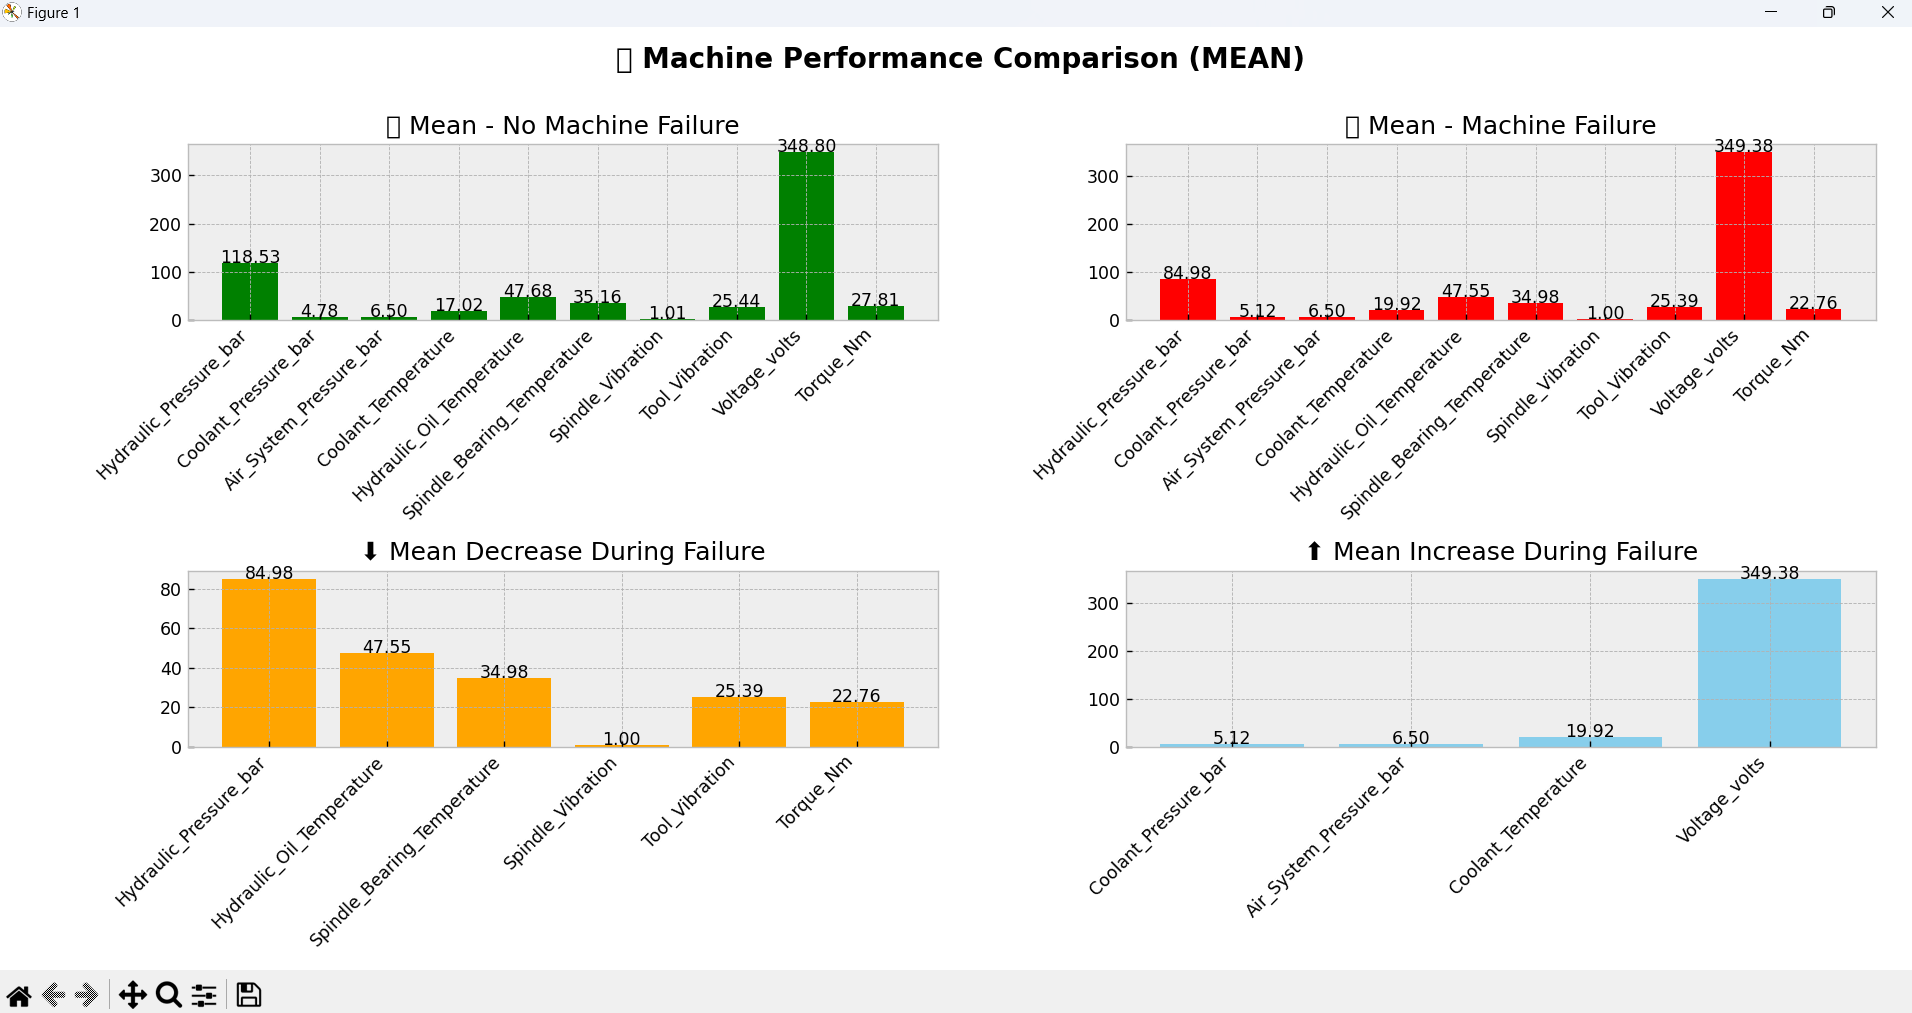 Figure 1
Machine Performance Comparison (MEAN)
Mean - No Machine Failure
348.80
300
200
118.53
100
47.68
35.16
27.81
25.44
17.02
4.78
6.50
1.01
0
Hydraulic_Pressure_bar
Coolant_Pressure_bar
Air_System_Pressure_bar
Coolant_Temperature
Hydraulic_Oil_Temperature
Spindle_Bearing_Temperature
Spindle_Vibration
Tool_Vibration
Voltage_volts
Torque_Nm
Mean - Machine Failure
349.38
300
200
100
84.98
5.12
6.50
19.92
47.55
34.98
1.00
25.39
22.76
0
Hydraulic_Pressure_bar
Coolant_Pressure_bar
Air_System_Pressure_bar
Coolant_Temperature
Hydraulic_Oil_Temperature
Spindle_Bearing_Temperature
Spindle_Vibration
Tool_Vibration
Voltage_volts
Torque_Nm
⬇ Mean Decrease During Failure
84.98
80
60
47.55
40
34.98
25.39
22.76
20
1.00
0
Hydraulic_Pressure_bar
Hydraulic_Oil_Temperature
Spindle_Bearing_Temperature
Spindle_Vibration
Tool_Vibration
Torque_Nm
⬆ Mean Increase During Failure
349.38
300
200
100
5.12
6.50
19.92
0
Coolant_Pressure_bar
Air_System_Pressure_bar
Coolant_Temperature
Voltage_volts